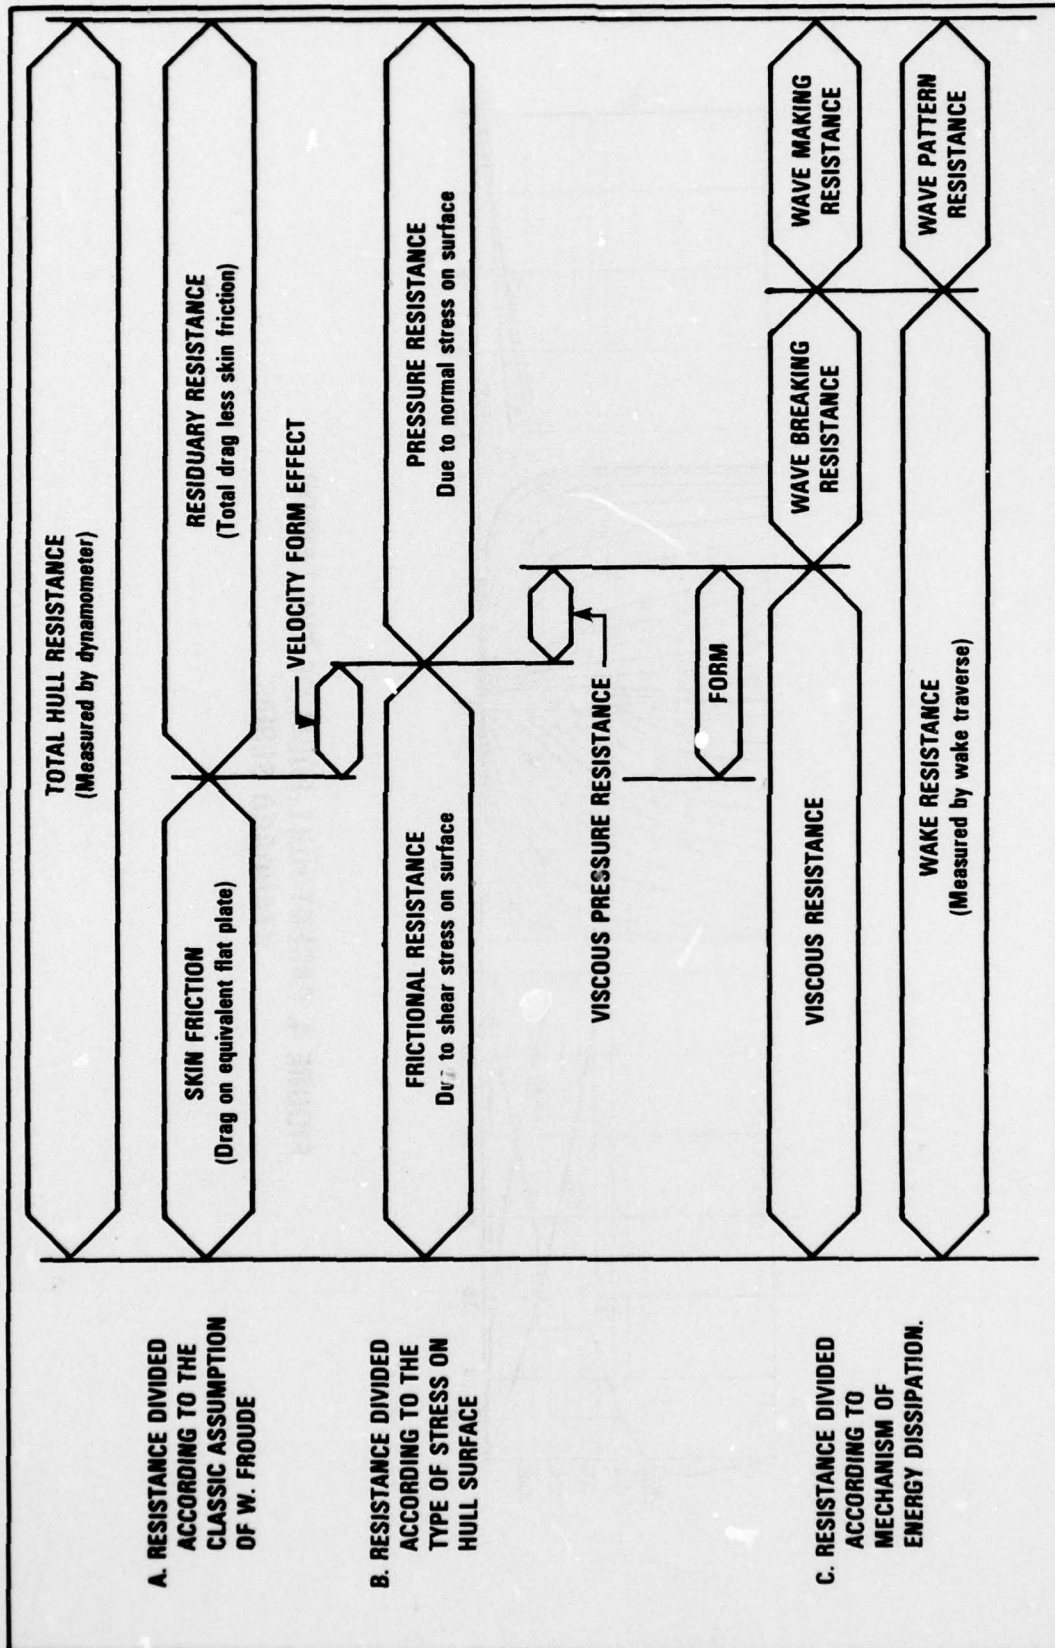 TOTAL HULL RESISTANCE
(Measured by dynamometer)
A. RESISTANCE DIVIDED
ACCORDING TO THE
CLASSIC ASSUMPTION
OF W. FROUDE
SKIN FRICTION
(Drag on equivalent flat plate)
RESIDUARY RESISTANCE
(Total drag less skin friction)
VELOCITY FORM EFFECT
B. RESISTANCE DIVIDED
ACCORDING TO THE
TYPE OF STRESS ON
HULL SURFACE
FRICTIONAL RESISTANCE
Due to shear stress on surface
PRESSURE RESISTANCE
Due to normal stress on surface
VISCOUS PRESSURE RESISTANCE
FORM
C. RESISTANCE DIVIDED
ACCORDING TO
MECHANISM OF
ENERGY DISSIPATION.
VISCOUS RESISTANCE
WAVE BREAKING
RESISTANCE
WAVE MAKING
RESISTANCE
WAKE RESISTANCE
(Measured by wake traverse)
WAVE PATTERN
RESISTANCE